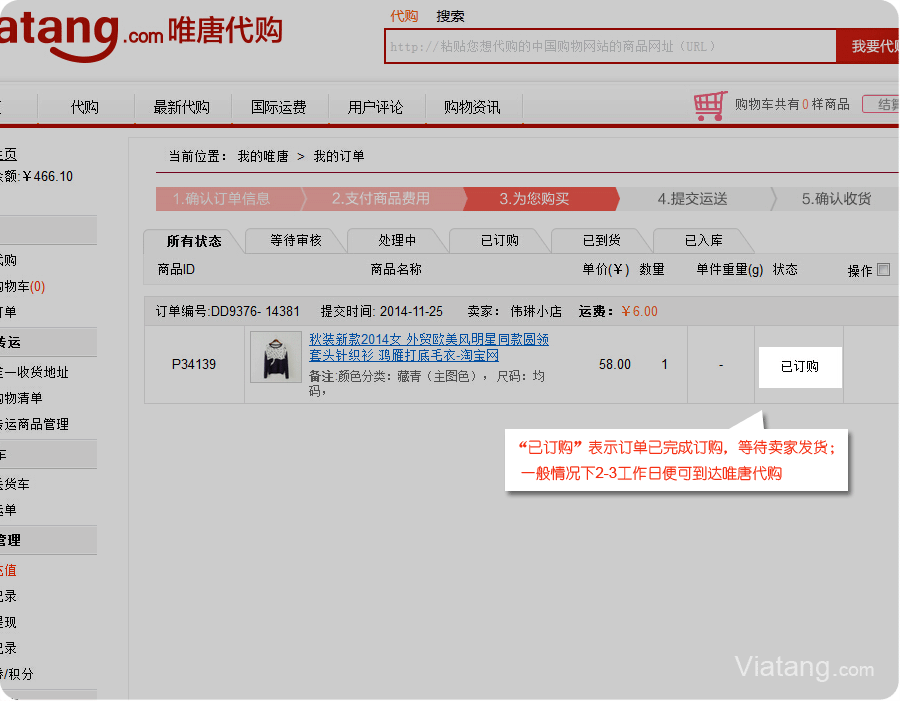 atang.com 唯唐代购
代购 搜索
http://粘贴您想代购的中国购物网站的商品网址（URL）
我要代购
代购 最新代购 国际运费 用户评论 购物资讯
购物车共有0样商品
结算
主页
余额:￥466.10
当前位置： 我的唯唐 > 我的订单
1.确认订单信息 2.支付商品费用 3.为您购买 4.提交运送 5.确认收货
所有状态 等待审核 处理中 已订购 已到货 已入库
商品ID 商品名称 单价(￥) 数量 单件重量(g) 状态 操作
订单编号:DD9376- 14381 提交时间: 2014-11-25 卖家： 伟琳小店 运费：￥6.00
P34139
秋装新款2014女 外贸欧美风明星同款圆领
套头针织衫 鸿雁打底毛衣-淘宝网
备注:颜色分类：藏青（主图色），尺码：均
码，
58.00 1 - 已订购
“已订购”表示订单已完成订购，等待卖家发货；
一般情况下2-3工作日便可到达唯唐代购
代购
购物车(0)
订单
转运
唯一收货地址
购物清单
转运商品管理
车
送货车
运单
管理
充值
记录
提现
记录
券/积分
Viatang.com